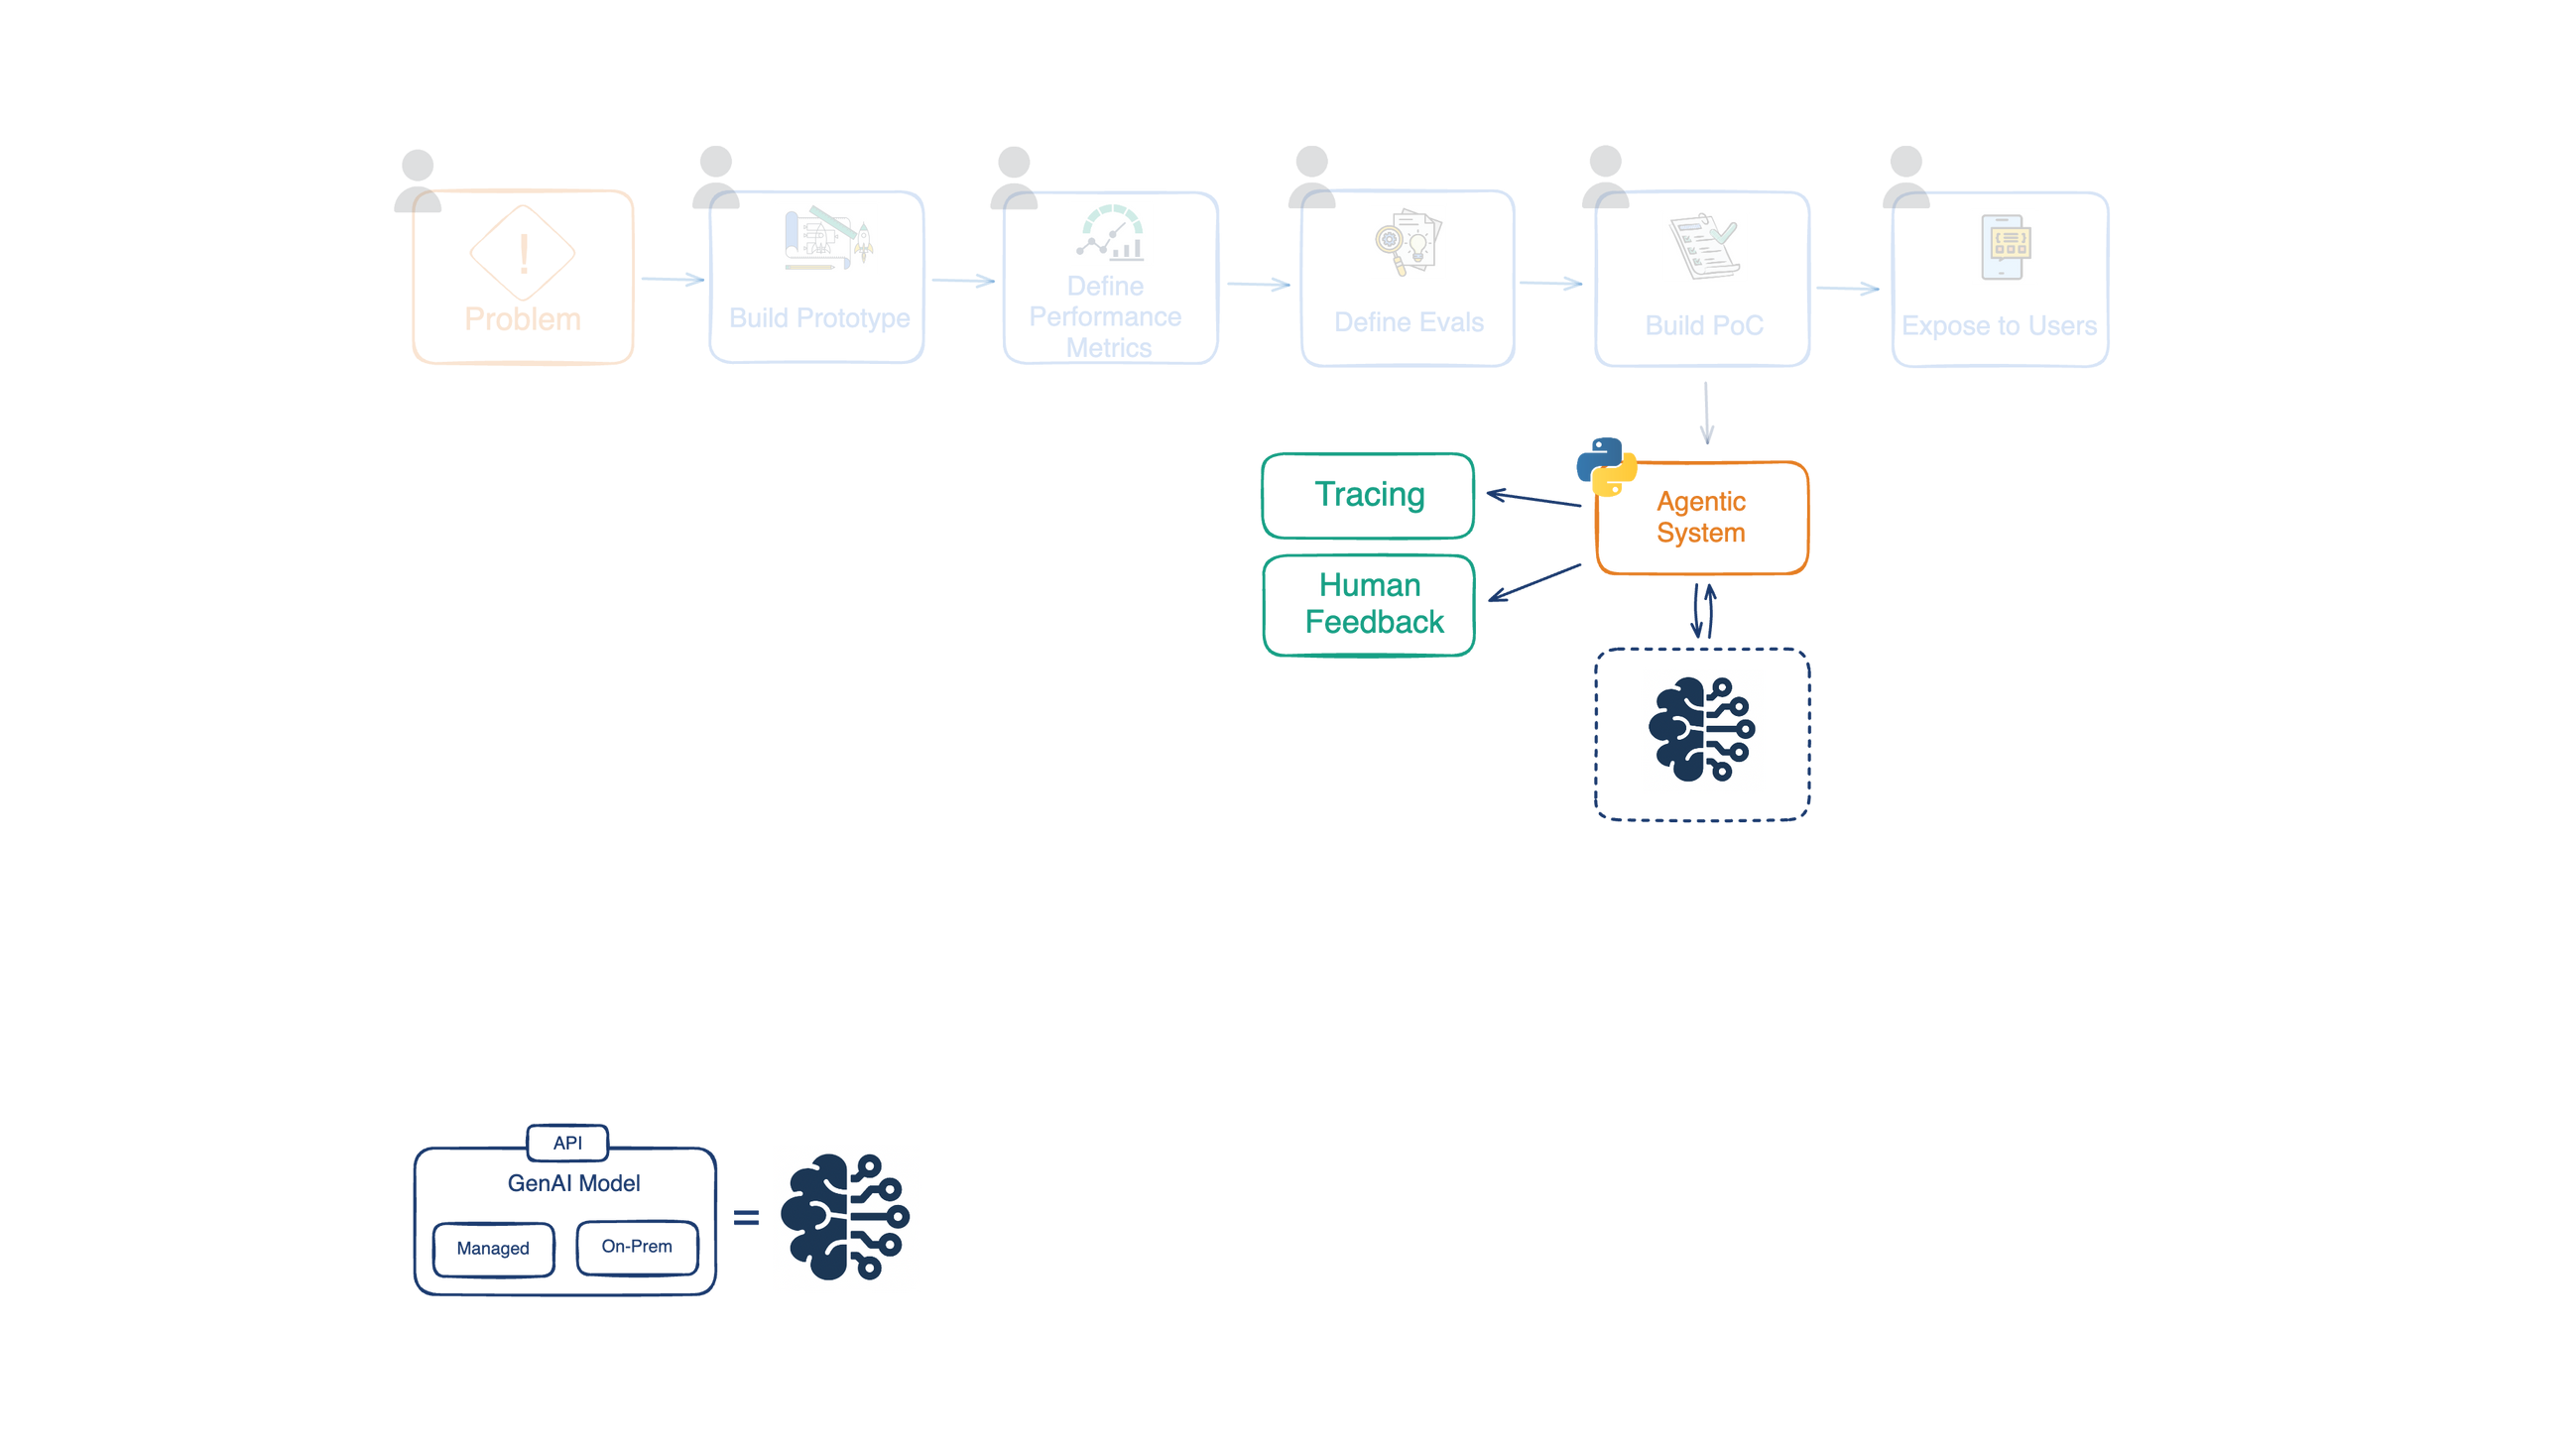 Problem
Build Prototype
Define
Performance
Metrics
Define Evals
Build PoC
Expose to Users
Tracing
Agentic
System
Human
Feedback
API
GenAI Model
Managed
On-Prem
=